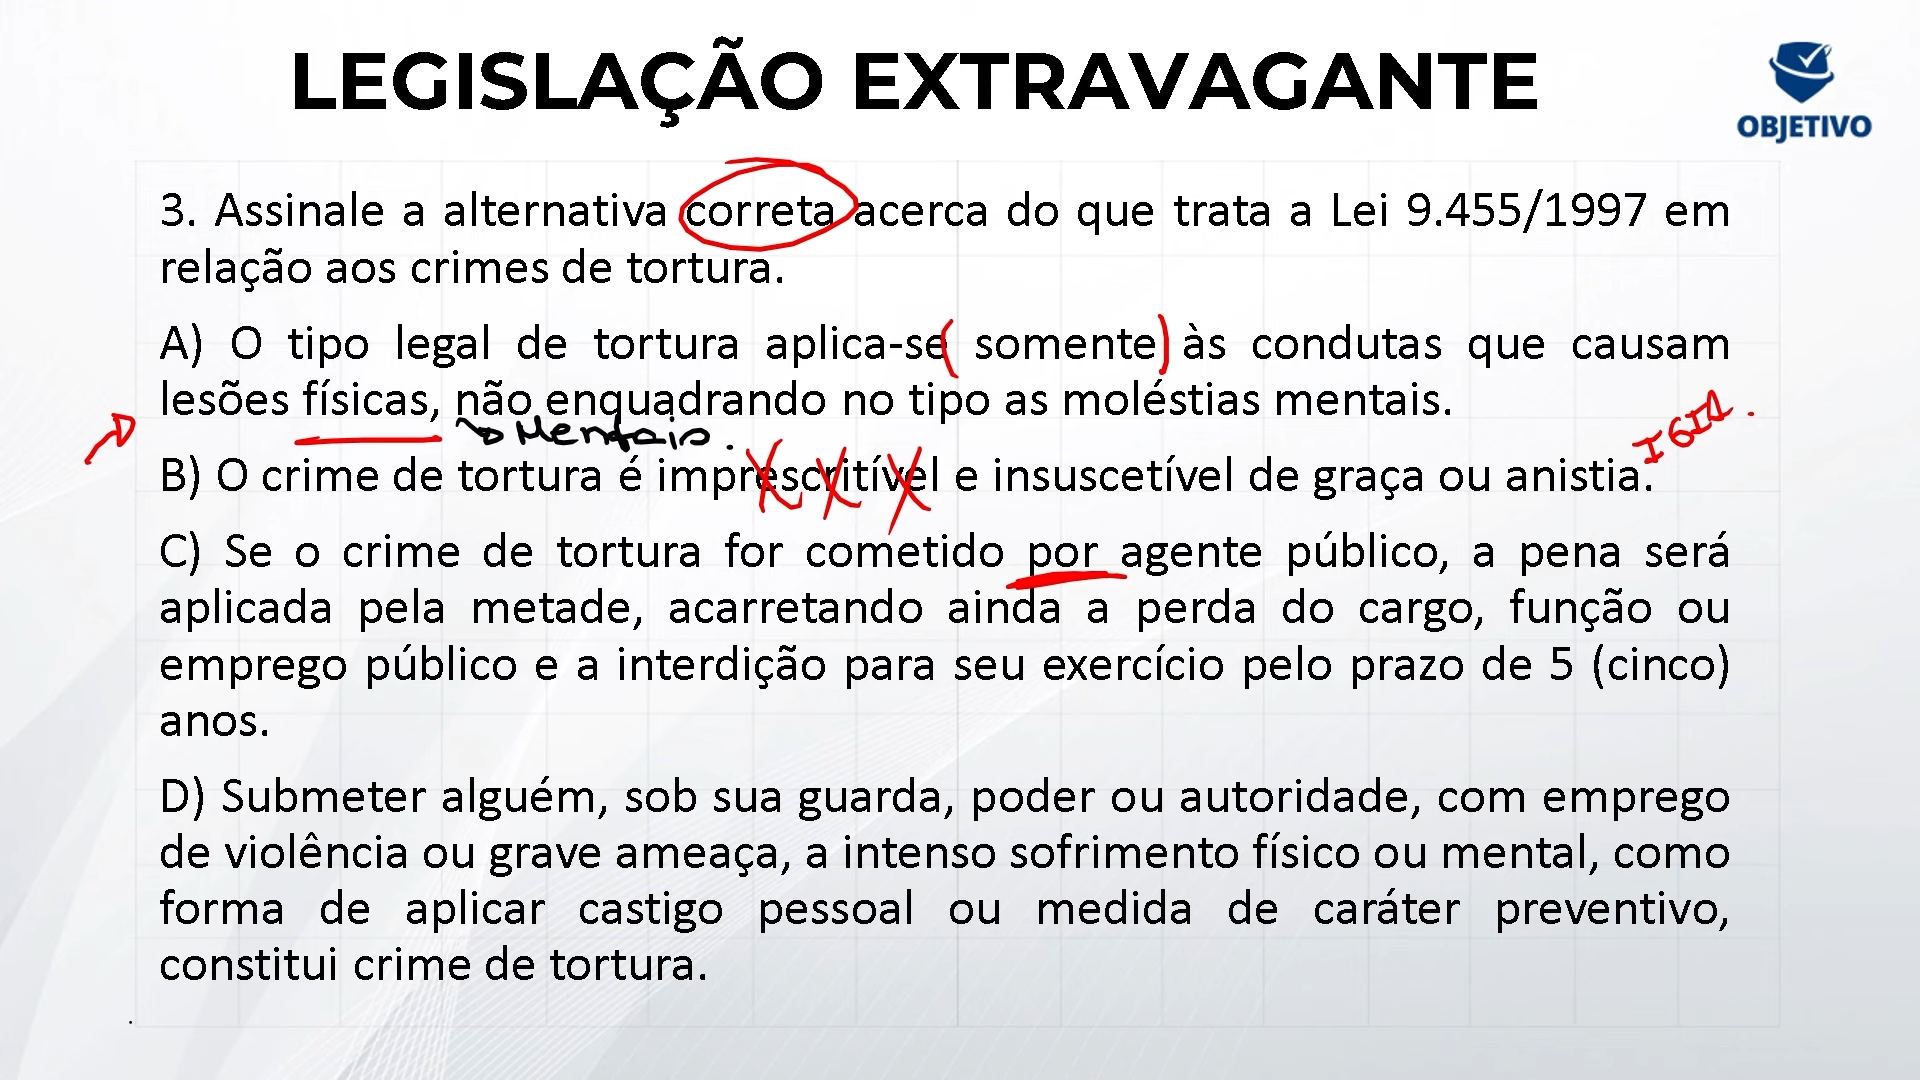 LEGISLAÇÃO EXTRAVAGANTE
OBJETIVO
3. Assinale a alternativa correta acerca do que trata a Lei 9.455/1997 em
relação aos crimes de tortura.
A) O tipo legal de tortura aplica-se ( somente) às condutas que causam
lesões físicas, não enquadrando no tipo as moléstias mentais.
Mentais.
B) O crime de tortura é imprescritível e insuscetível de graça ou anistia.
C) Se o crime de tortura for cometido por agente público, a pena será
aplicada pela metade, acarretando ainda a perda do cargo, função ou
emprego público e a interdição para seu exercício pelo prazo de 5 (cinco)
anos.
D) Submeter alguém, sob sua guarda, poder ou autoridade, com emprego
de violência ou grave ameaça, a intenso sofrimento físico ou mental, como
forma de aplicar castigo pessoal ou medida de caráter preventivo,
constitui crime de tortura.